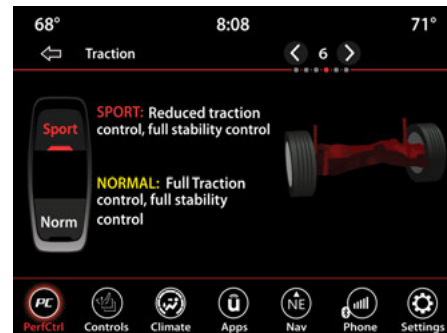 68° 8:08 71°
Traction 6
Sport
SPORT: Reduced traction
control, full stability control
NORMAL: Full Traction
control, full stability
control
Norm
PC û NE
PerfCtrl Controls Climate Apps Nav Phone Settings